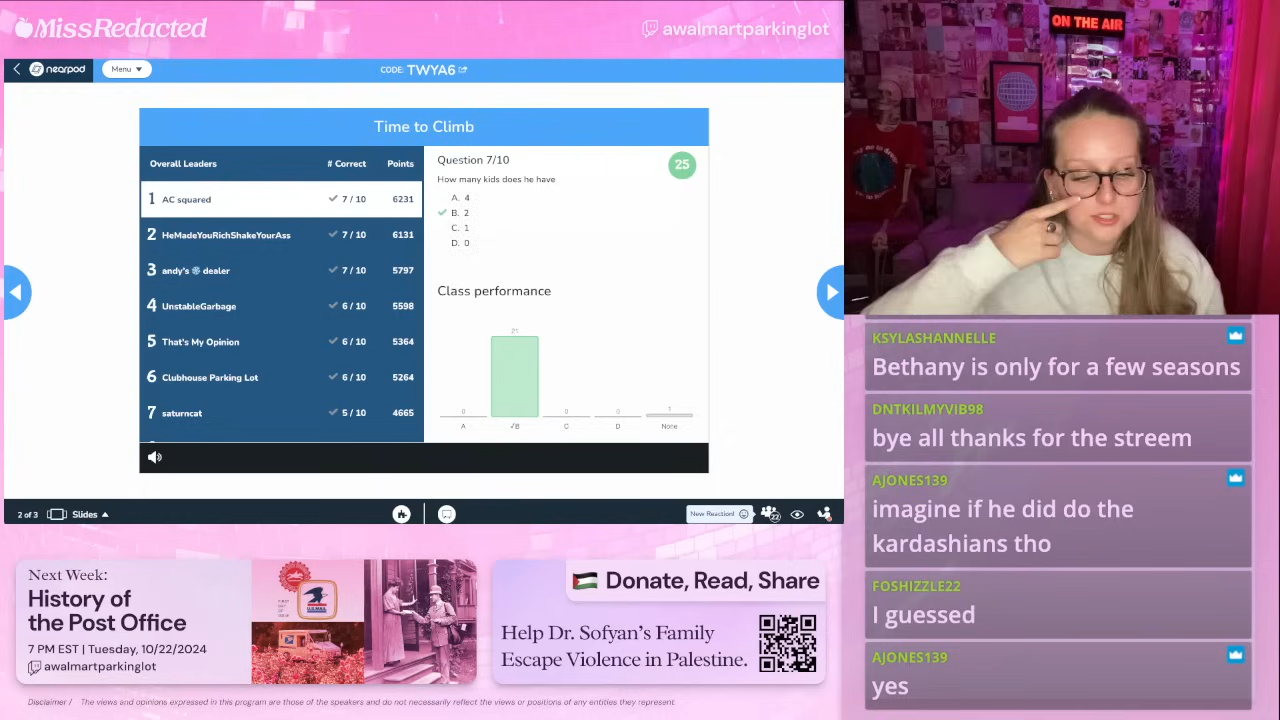 MissRedacted
awalmartparkinglot
ON THE AIR
nearpod
Menu
CODE: TWYA6
Time to Climb
Overall Leaders # Correct Points
1 AC squared 7 / 10 6231
2 HeMadeYouRichShakeYourAss 7 / 10 6131
3 andy's dealer 7 / 10 5797
4 UnstableGarbage 6 / 10 5598
5 That's My Opinion 6 / 10 5364
6 Clubhouse Parking Lot 6 / 10 5264
7 saturncat 5 / 10 4665
Question 7/10
25
How many kids does he have
A. 4
B. 2
C. 1
D. 0
Class performance
0 21 0 0 1
A √B C D None
2 of 3 Slides
New Reaction!
22
KSYLASHANNELLE
Bethany is only for a few seasons
DNTKILMYVIB98
bye all thanks for the streem
AJONES139
imagine if he did do the
kardashians tho
FOSHIZZLE22
I guessed
AJONES139
yes
Next Week:
History of
the Post Office
7 PM EST | Tuesday, 10/22/2024
awalmartparkinglot
U.S.MAIL
Donate, Read, Share
Help Dr. Sofyan's Family
Escape Violence in Palestine.
Disclaimer / The views and opinions expressed in this program are those of the speakers and do not necessarily reflect the views or positions of any entities they represent.